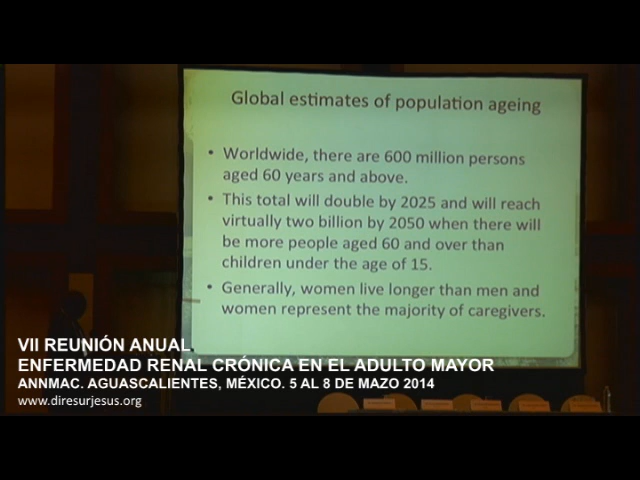 Global estimates of population ageing
• Worldwide, there are 600 million persons
aged 60 years and above.
• This total will double by 2025 and will reach
virtually two billion by 2050 when there will
be more people aged 60 and over than
children under the age of 15.
• Generally, women live longer than men and
women represent the majority of caregivers.
VII REUNIÓN ANUAL.
ENFERMEDAD RENAL CRÓNICA EN EL ADULTO MAYOR
ANNMAC. AGUASCALIENTES, MÉXICO. 5 AL 8 DE MAZO 2014
www.diresurjesus.org